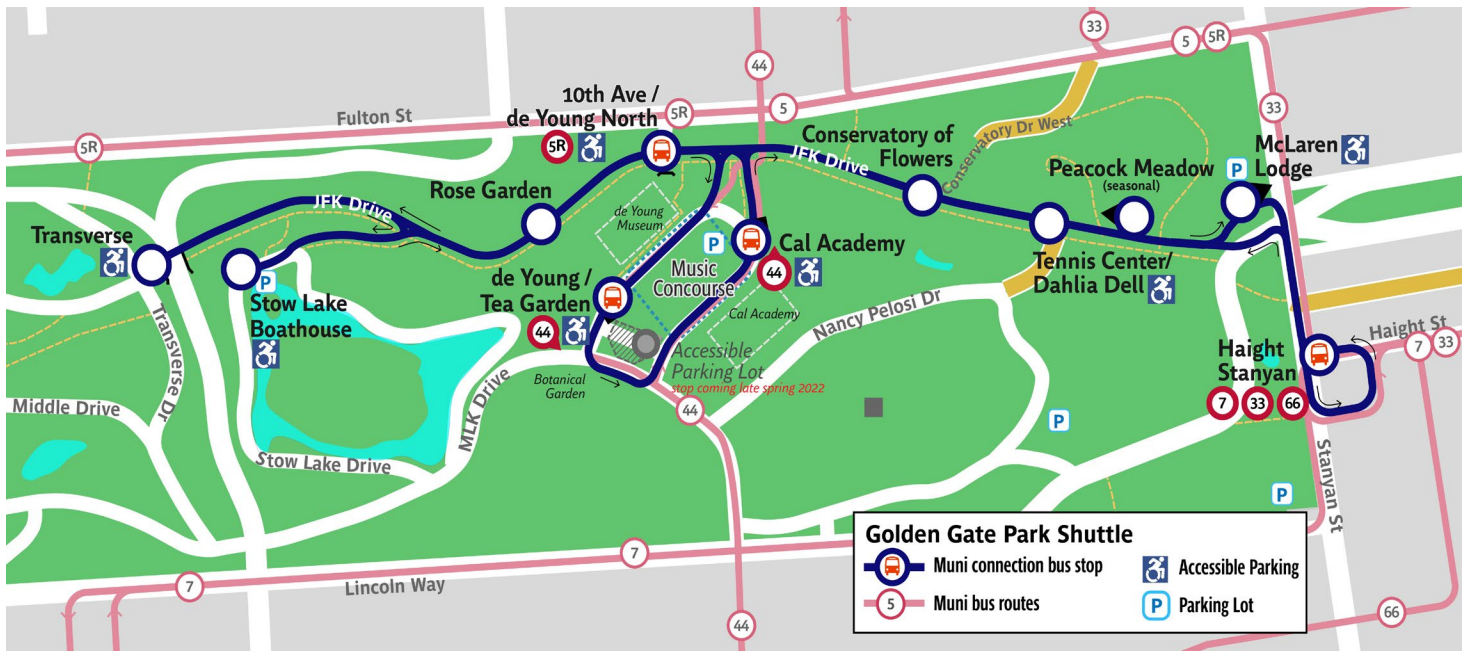 33
5
5R
44
10th Ave /
de Young North
5R
Fulton St
5R
5
5R
33
Conservatory of
Flowers
Conservatory Dr West
JFK Drive
Peacock Meadow
(seasonal)
P
McLaren
Lodge
Rose Garden
de Young
Museum
JFK Drive
Transverse
P
Stow Lake
Boathouse
de Young /
Tea Garden
44
Music
Concourse
P
Cal Academy
44
Cal Academy
Tennis Center/
Dahlia Dell
Nancy Pelosi Dr
Haight St
7
33
Haight
Stanyan
7
33
66
Accessible
Parking Lot
stop coming late spring 2022
Botanical
Garden
44
Transverse Dr
Middle Drive
MLK Drive
Stow Lake Drive
P
P
Stanyan St
7
Lincoln Way
7
44
66
Golden Gate Park Shuttle
Muni connection bus stop
Accessible Parking
5
Muni bus routes
P
Parking Lot